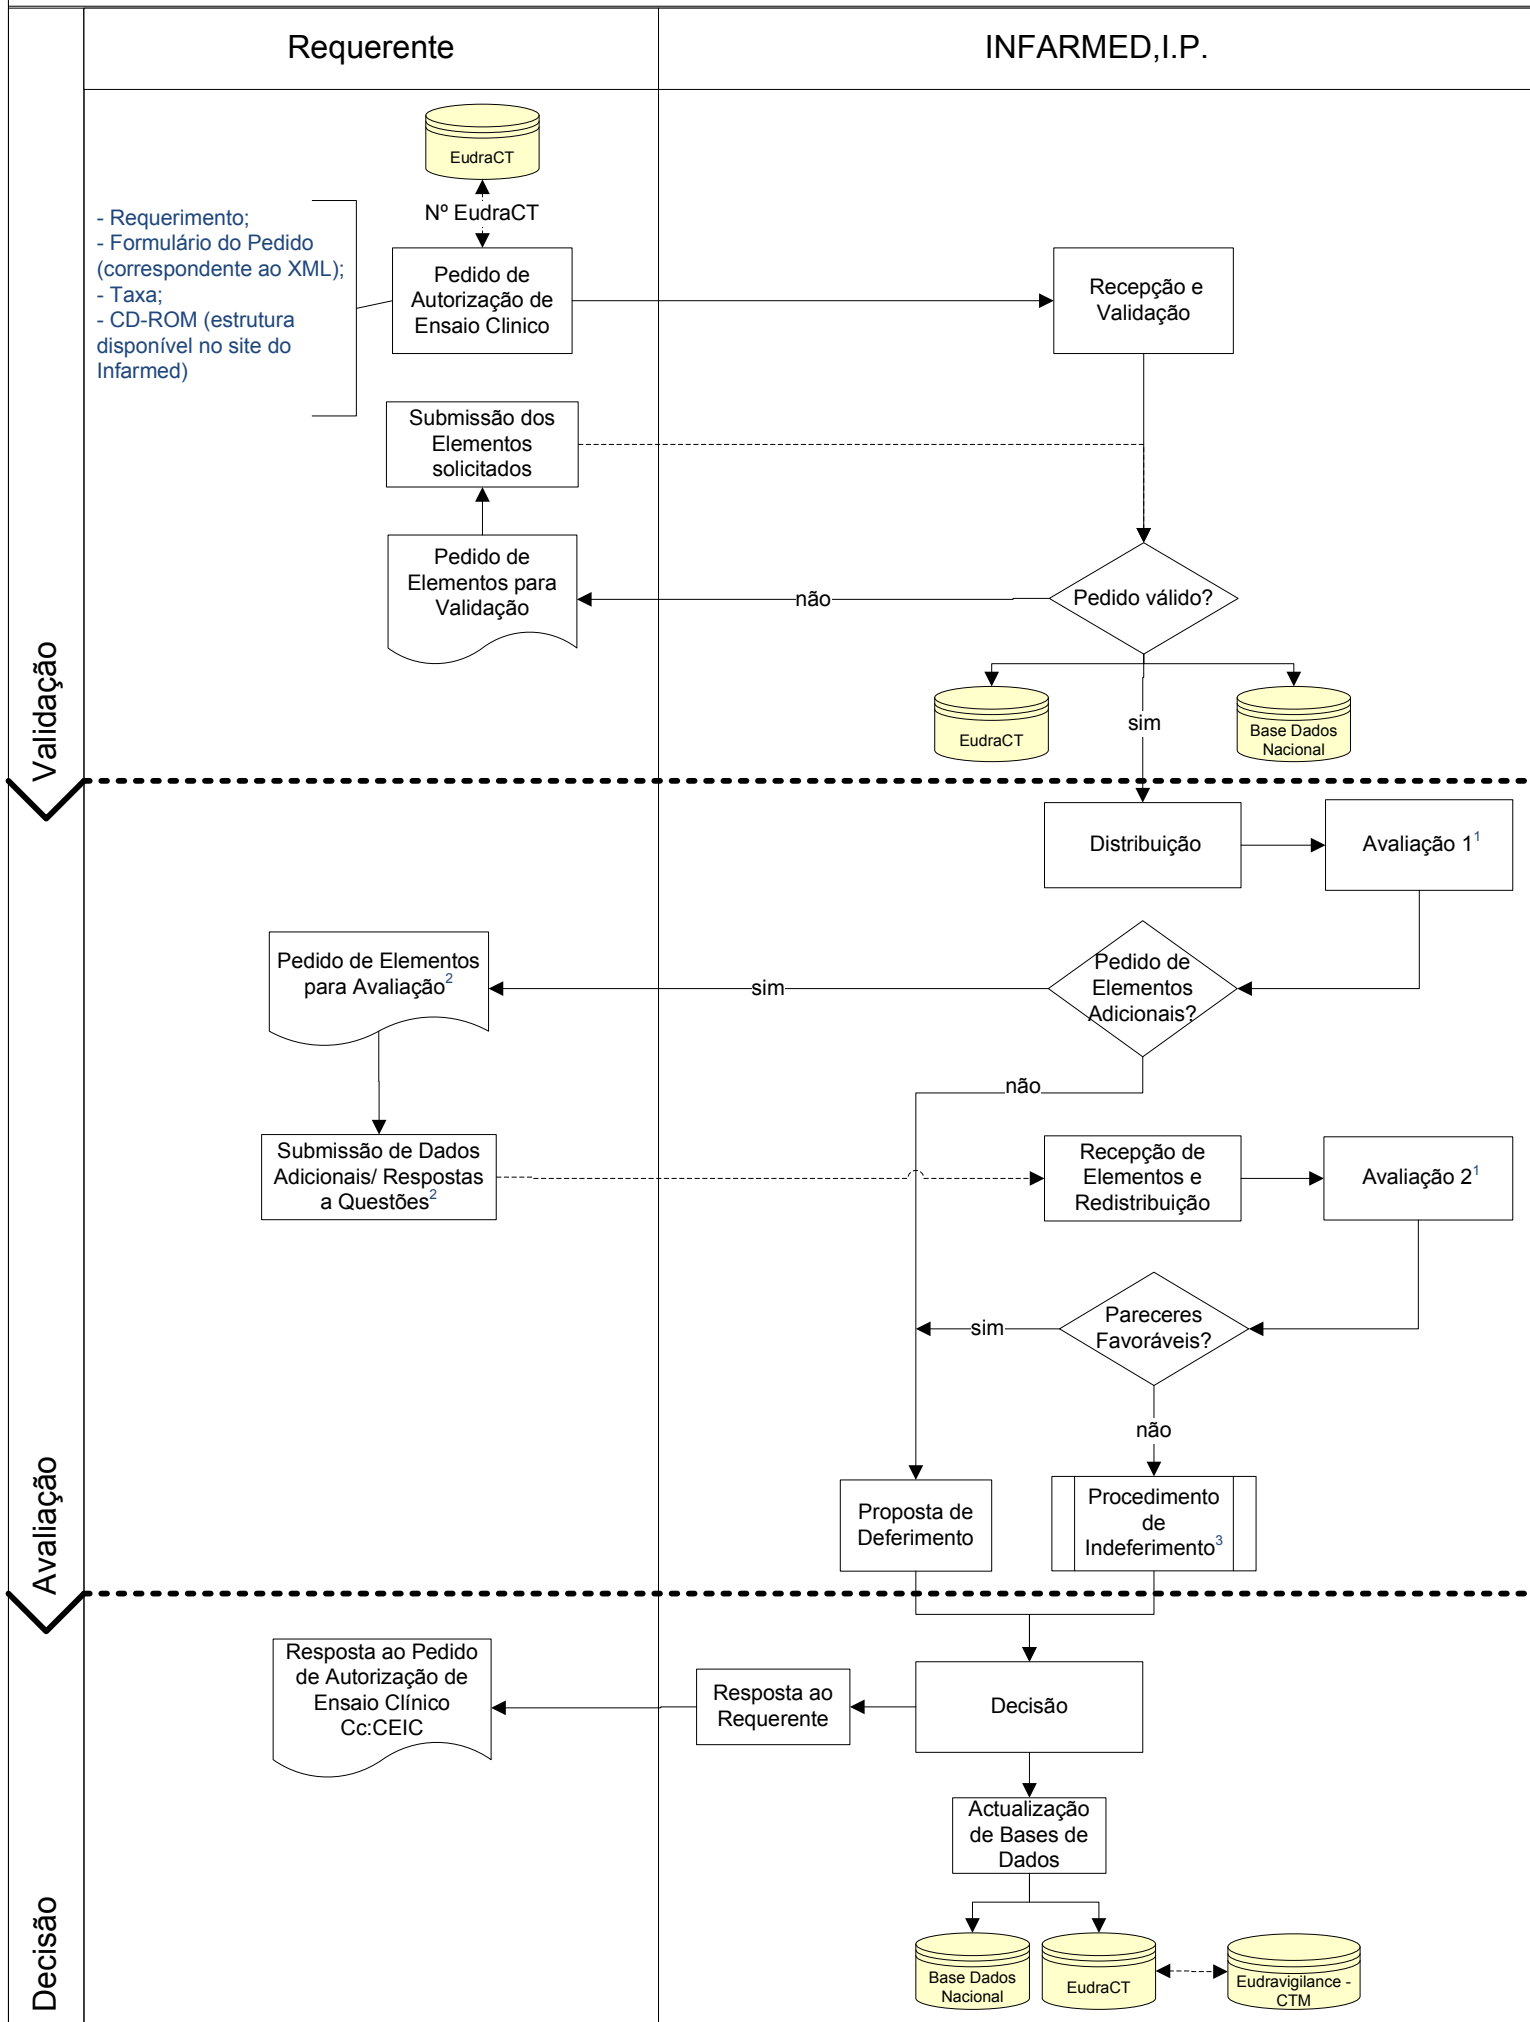 Requerente
INFARMED,I.P.
EudraCT
Nº EudraCT
- Requerimento;
- Formulário do Pedido
(correspondente ao XML);
- Taxa;
- CD-ROM (estrutura
disponível no site do
Infarmed)
Pedido de
Autorização de
Ensaio Clinico
Recepção e
Validação
Submissão dos
Elementos
solicitados
Pedido de
Elementos para
Validação
não
Pedido válido?
EudraCT
sim
Base Dados
Nacional
Validação
Distribuição
Avaliação 1¹
Pedido de Elementos
para Avaliação²
sim
Pedido de
Elementos
Adicionais?
não
Submissão de Dados
Adicionais/ Respostas
a Questões²
Recepção de
Elementos e
Redistribuição
Avaliação 2¹
sim
Pareceres
Favoráveis?
não
Proposta de
Deferimento
Procedimento
de
Indeferimento³
Avaliação
Resposta ao Pedido
de Autorização de
Ensaio Clínico
Cc:CEIC
Resposta ao
Requerente
Decisão
Actualização
de Bases de
Dados
Base Dados
Nacional
EudraCT
Eudravigilance -
CTM
Decisão